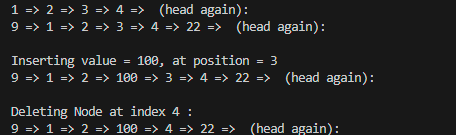 1 => 2 => 3 => 4 =>  (head again):
9 => 1 => 2 => 3 => 4 => 22 =>  (head again):
Inserting value = 100, at position = 3
9 => 1 => 2 => 100 => 3 => 4 => 22 =>  (head again):
Deleting Node at index 4 :
9 => 1 => 2 => 100 => 4 => 22 =>  (head again):